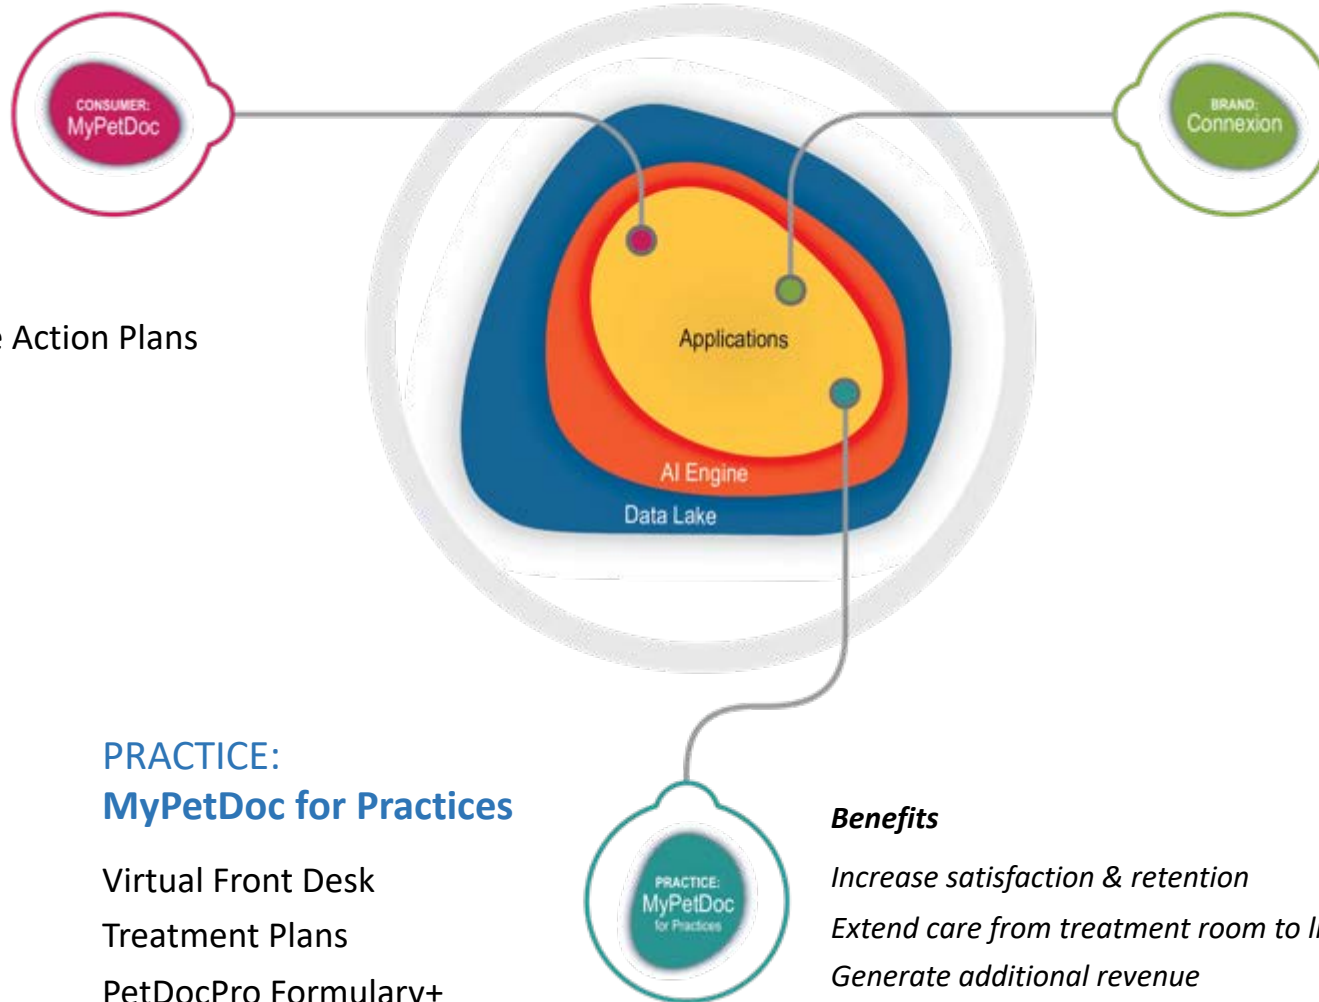 CONSUMER:
MyPetDoc
BRAND:
Connexion
Action Plans
Applications
AI Engine
Data Lake
PRACTICE:
MyPetDoc for Practices
Virtual Front Desk
Treatment Plans
PetDocPro Formulary+
PRACTICE:
MyPetDoc
for Practices
Benefits
Increase satisfaction & retention
Extend care from treatment room to
Generate additional revenue